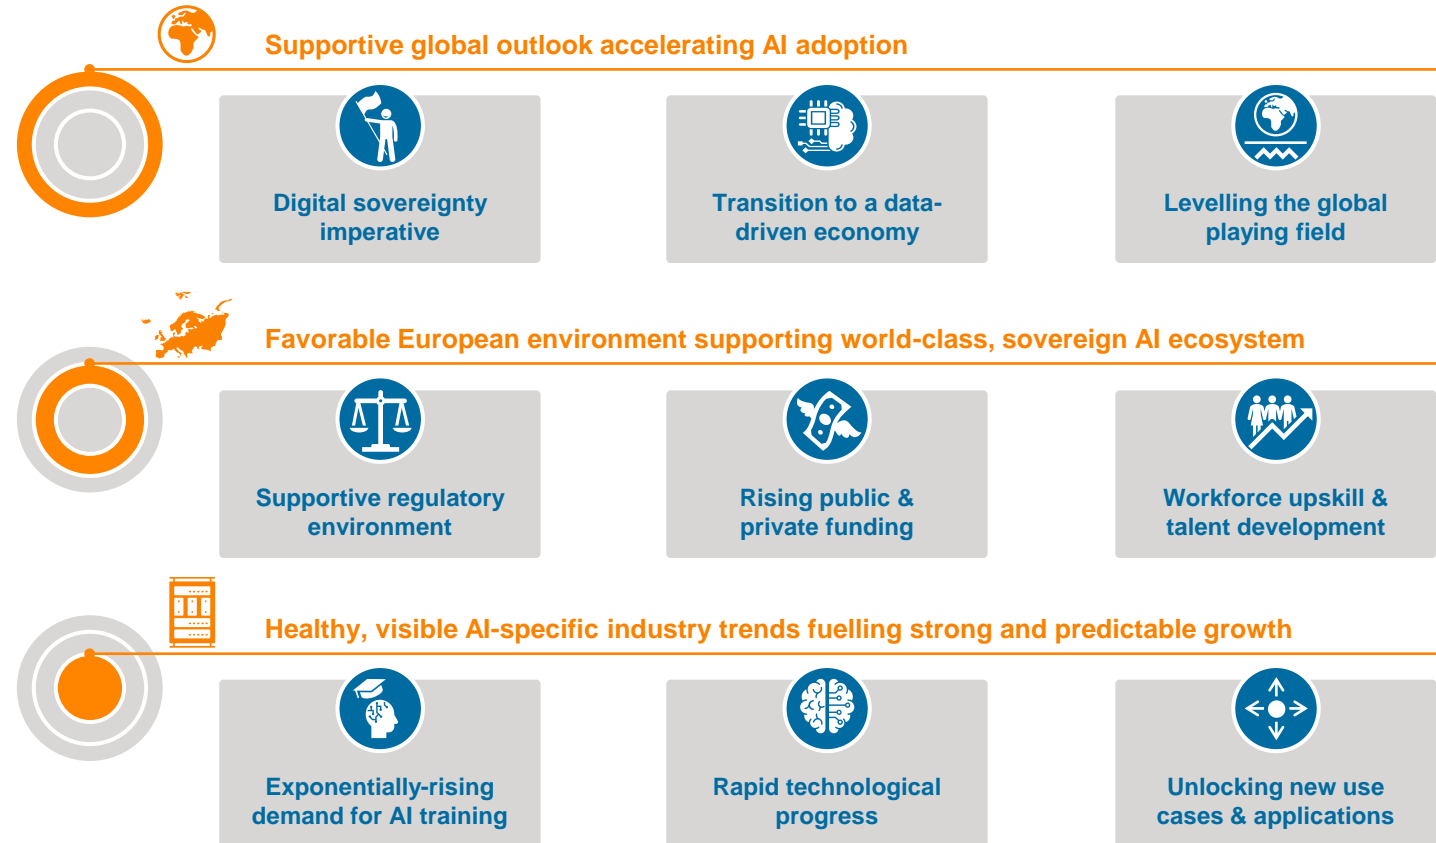 Supportive global outlook accelerating AI adoption
Digital sovereignty
imperative
Transition to a data-
driven economy
Levelling the global
playing field
Favorable European environment supporting world-class, sovereign AI ecosystem
Supportive regulatory
environment
Rising public &
private funding
Workforce upskill &
talent development
Healthy, visible AI-specific industry trends fuelling strong and predictable growth
Exponentially-rising
demand for AI training
Rapid technological
progress
Unlocking new use
cases & applications